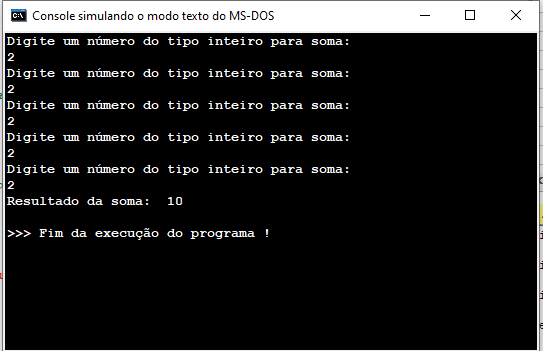 Console simulando o modo texto do MS-DOS
Digite um número do tipo inteiro para soma:
2
Digite um número do tipo inteiro para soma:
2
Digite um número do tipo inteiro para soma:
2
Digite um número do tipo inteiro para soma:
2
Digite um número do tipo inteiro para soma:
2
Resultado da soma:  10
>>> Fim da execução do programa !